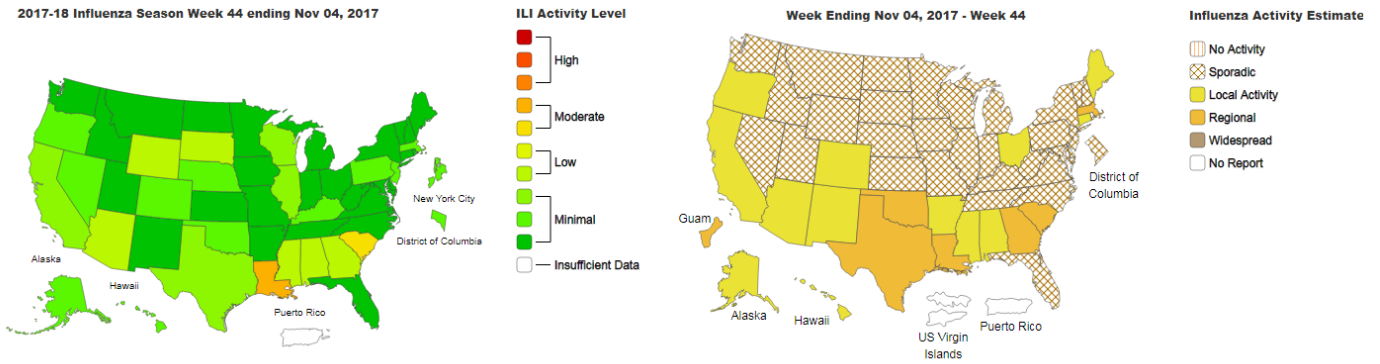 2017-18 Influenza Season Week 44 ending Nov 04, 2017
ILI Activity Level
High
Moderate
Low
Minimal
Insufficient Data
New York City
District of Columbia
Alaska
Hawaii
Puerto Rico
Week Ending Nov 04, 2017 - Week 44
Influenza Activity Estimate
No Activity
Sporadic
Local Activity
Regional
Widespread
No Report
District of
Columbia
Guam
Alaska
Hawaii
US Virgin
Islands
Puerto Rico